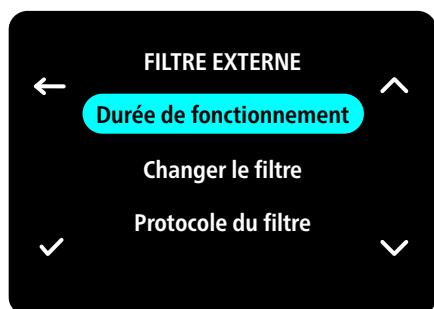 FILTRE EXTERNE
Durée de fonctionnement
Changer le filtre
Protocole du filtre